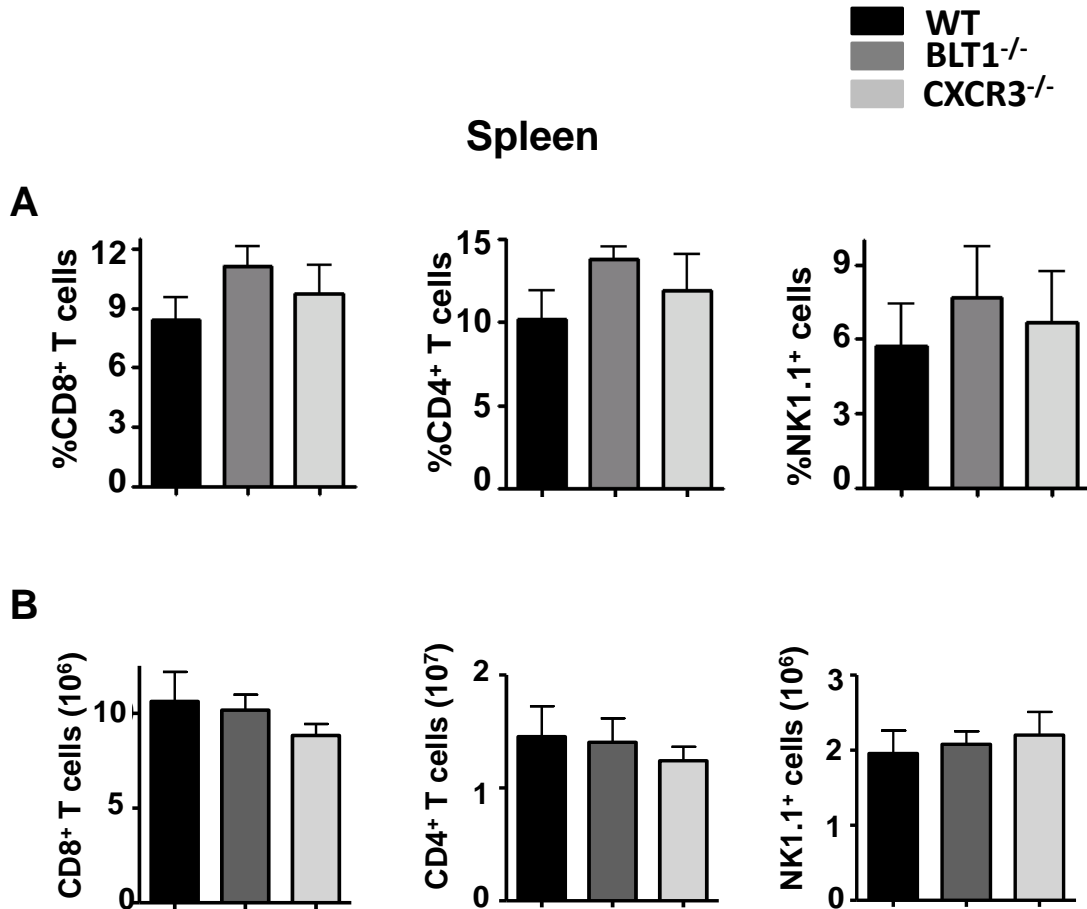 WT
BLT1-/-
CXCR3-/-
Spleen
A
%CD8+ T cells
12
9
6
3
0
%CD4+ T cells
15
10
5
0
%NK1.1+ cells
9
6
3
0
B
CD8+ T cells (10⁶)
10
5
0
CD4+ T cells (10⁷)
2
1
0
NK1.1+ cells (10⁶)
3
2
1
0